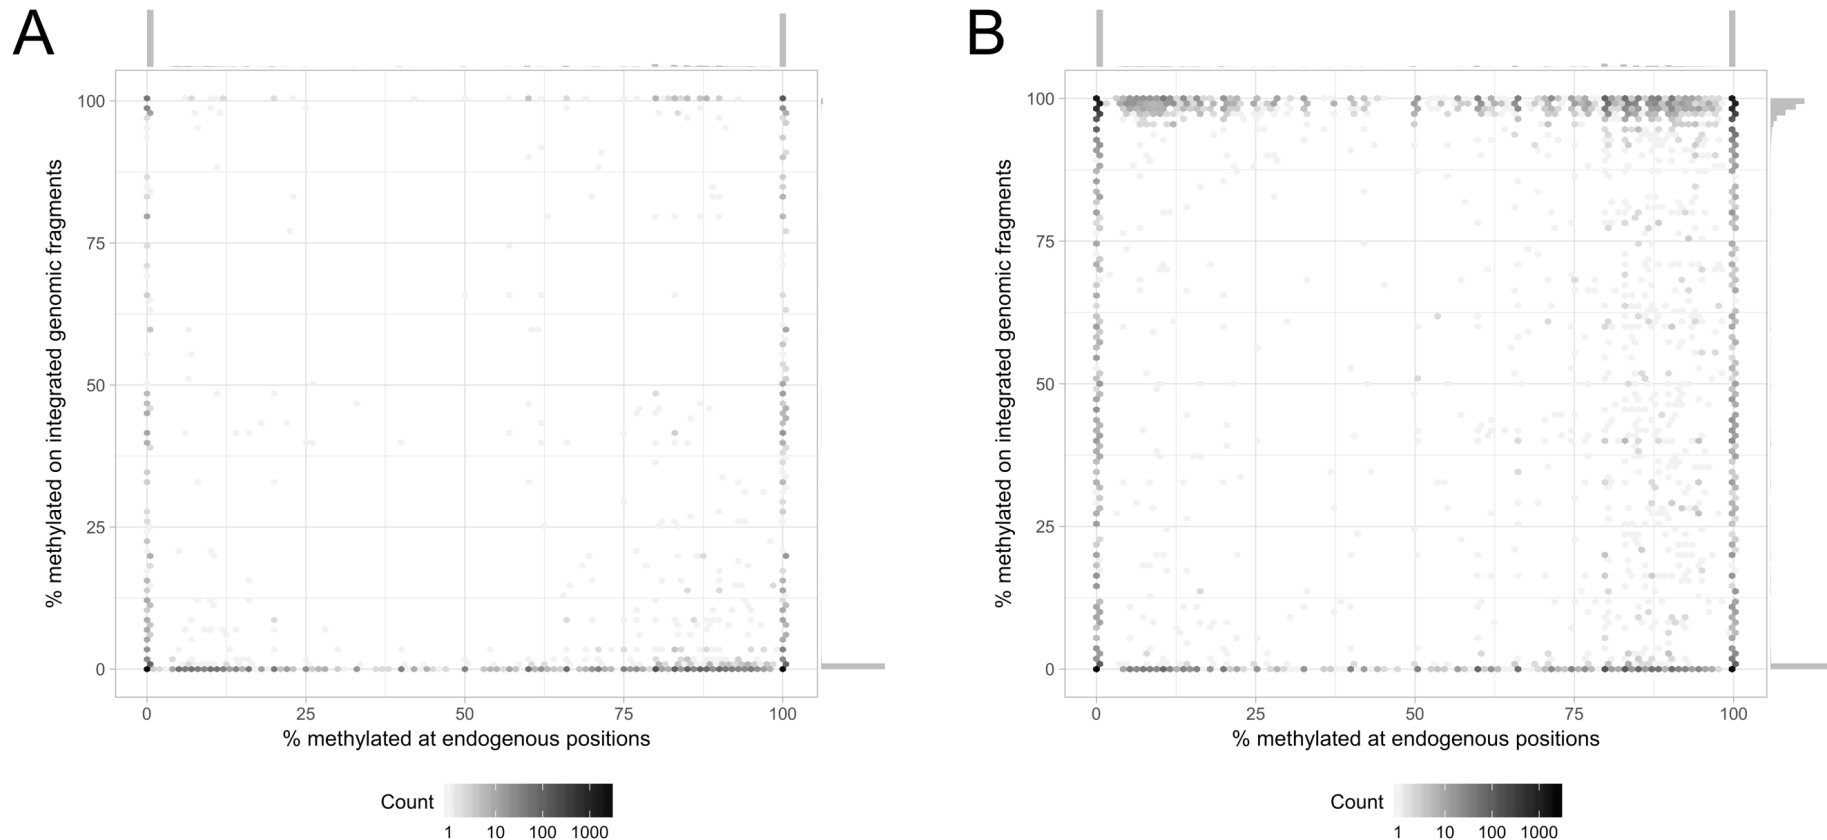 A
% methylated on integrated genomic fragments
100
75
50
25
0
0 25 50 75 100
% methylated at endogenous positions
Count
1 10 100 1000
B
% methylated on integrated genomic fragments
100
75
50
25
0
0 25 50 75 100
% methylated at endogenous positions
Count
1 10 100 1000